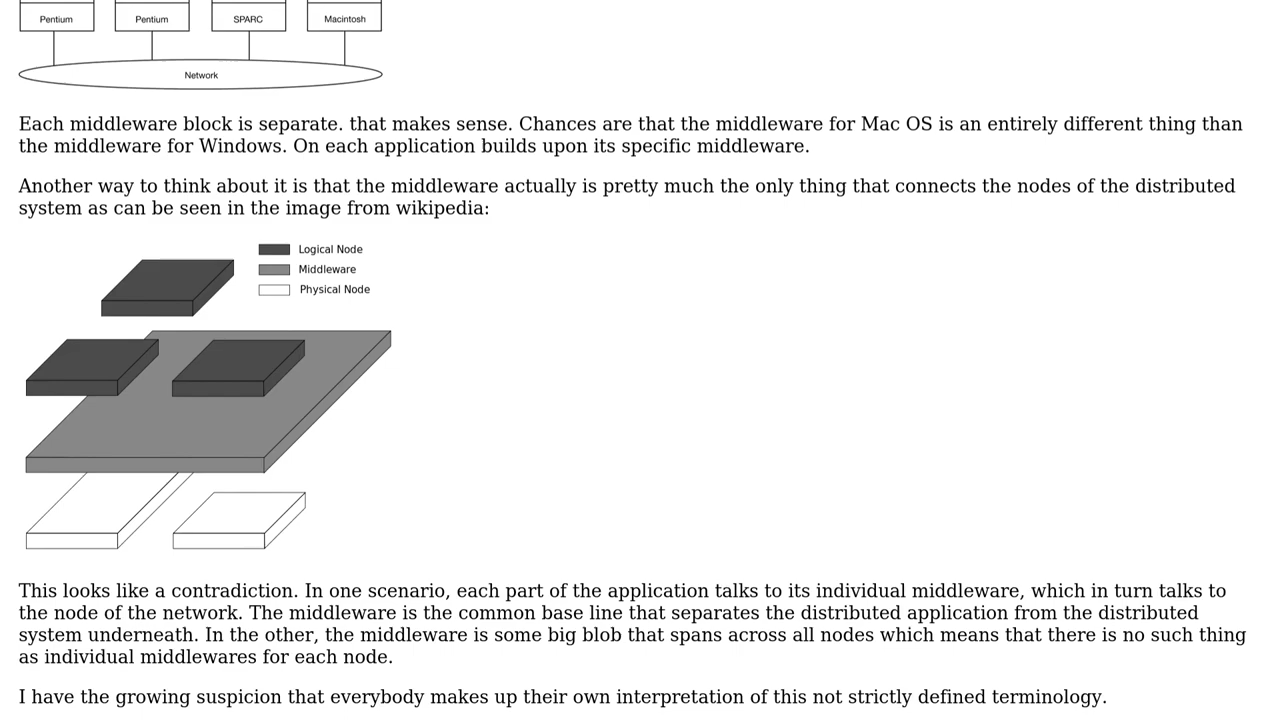 Pentium
Pentium
SPARC
Macintosh
Network
Each middleware block is separate. that makes sense. Chances are that the middleware for Mac OS is an entirely different thing than
the middleware for Windows. On each application builds upon its specific middleware.
Another way to think about it is that the middleware actually is pretty much the only thing that connects the nodes of the distributed
system as can be seen in the image from wikipedia:
Logical Node
Middleware
Physical Node
This looks like a contradiction. In one scenario, each part of the application talks to its individual middleware, which in turn talks to
the node of the network. The middleware is the common base line that separates the distributed application from the distributed
system underneath. In the other, the middleware is some big blob that spans across all nodes which means that there is no such thing
as individual middlewares for each node.
I have the growing suspicion that everybody makes up their own interpretation of this not strictly defined terminology.